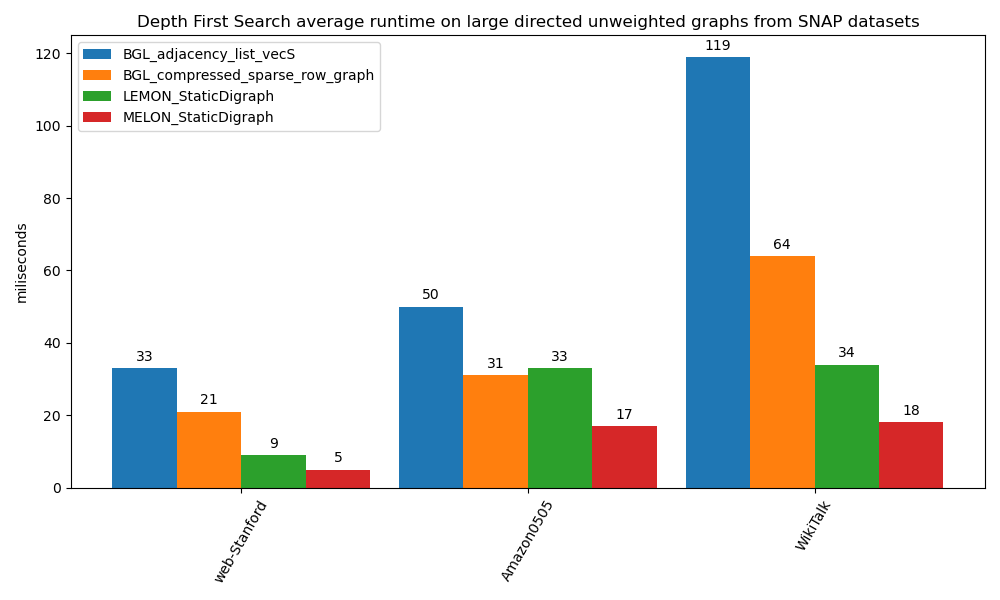 Depth First Search average runtime on large directed unweighted graphs from SNAP datasets
BGL_adjacency_list_vecS
BGL_compressed_sparse_row_graph
LEMON_StaticDigraph
MELON_StaticDigraph
miliseconds
120
100
80
60
40
20
0
33
21
9
5
50
31
33
17
119
64
34
18
web-Stanford
Amazon0505
WikiTalk